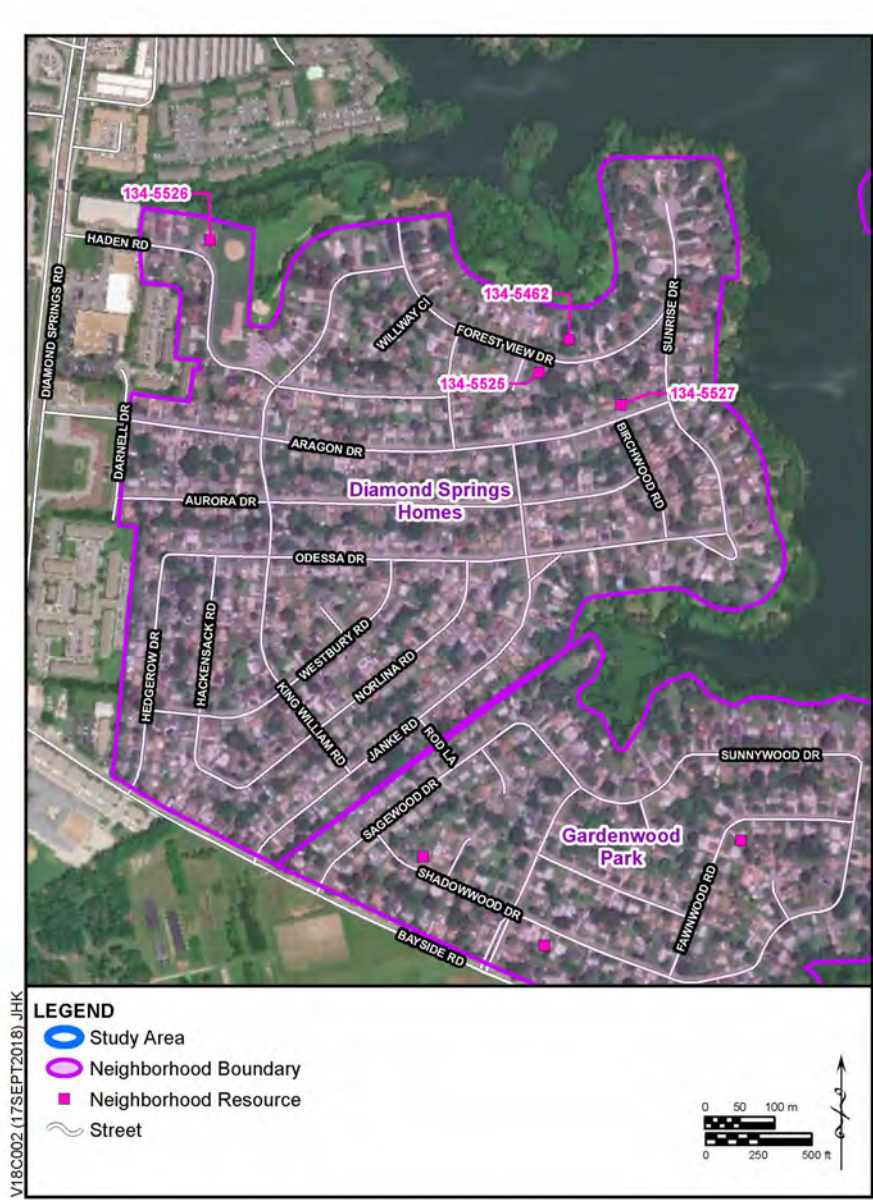 134-5526
HADEN RD
DIAMOND SPRINGS RD
134-5462
WILLWAY CI
FOREST VIEW DR
SUNRISE DR
134-5525
134-5527
DARNELL DR
ARAGON DR
BIRCHWOOD RD
AURORA DR
Diamond Springs
Homes
ODESSA DR
HEDGEROW DR
HACKENSACK RD
WESTBURY RD
NORLINA RD
KING WILLIAM RD
JANKE RD
ROD LA
SUNNYWOOD DR
SAGEWOOD DR
Gardenwood
Park
SHADOWWOOD DR
FAWNWOOD RD
BAYSIDE RD
V18C002 (17SEPT2018) JHK
LEGEND
Study Area
Neighborhood Boundary
Neighborhood Resource
Street
0 50 100 m
0 250 500 ft